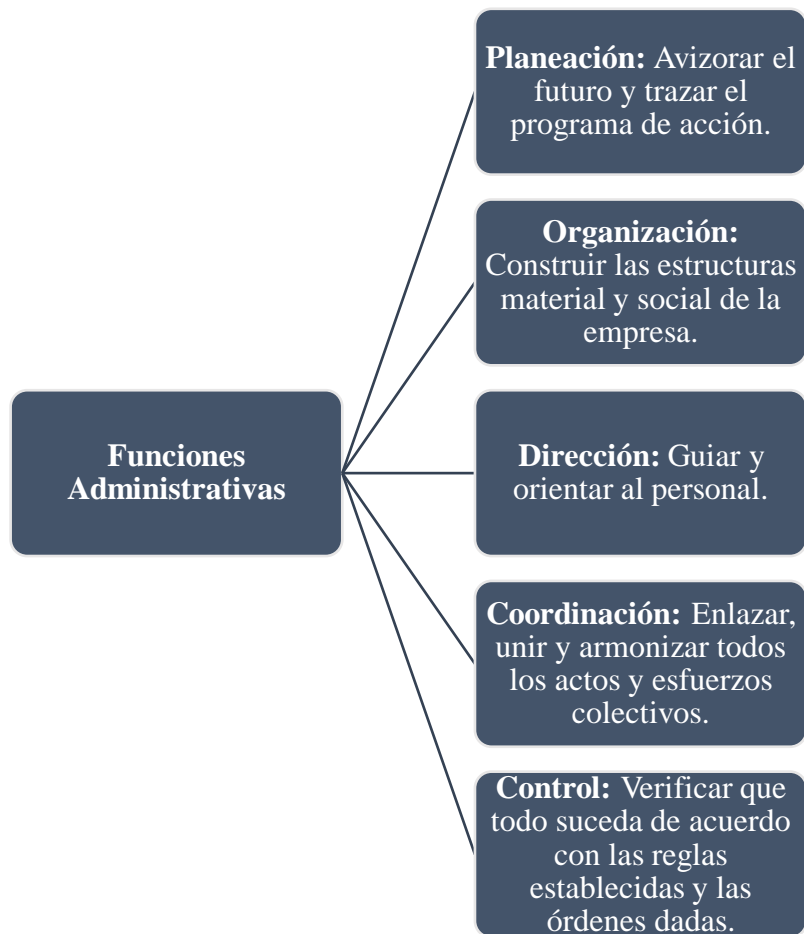 Planeación: Avizorar el
futuro y trazar el
programa de acción.
Organización:
Construir las estructuras
material y social de la
empresa.
Funciones
Administrativas
Dirección: Guiar y
orientar al personal.
Coordinación: Enlazar,
unir y armonizar todos
los actos y esfuerzos
colectivos.
Control: Verificar que
todo suceda de acuerdo
con las reglas
establecidas y las
órdenes dadas.